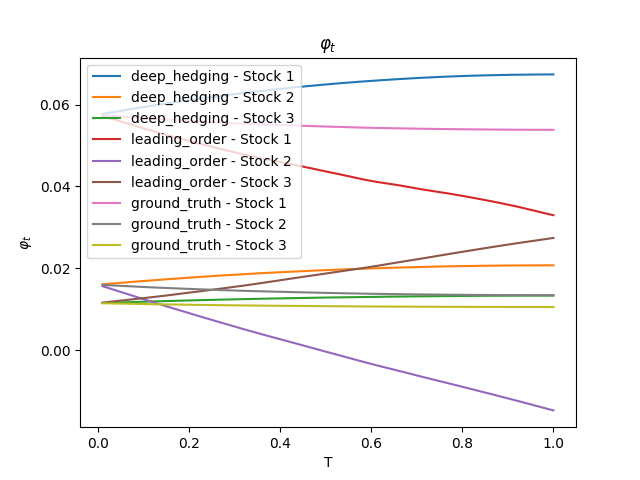 φt
deep_hedging - Stock 1
deep_hedging - Stock 2
deep_hedging - Stock 3
leading_order - Stock 1
leading_order - Stock 2
leading_order - Stock 3
ground_truth - Stock 1
ground_truth - Stock 2
ground_truth - Stock 3
φt
0.06
0.04
0.02
0.00
0.0 0.2 0.4 0.6 0.8 1.0
T